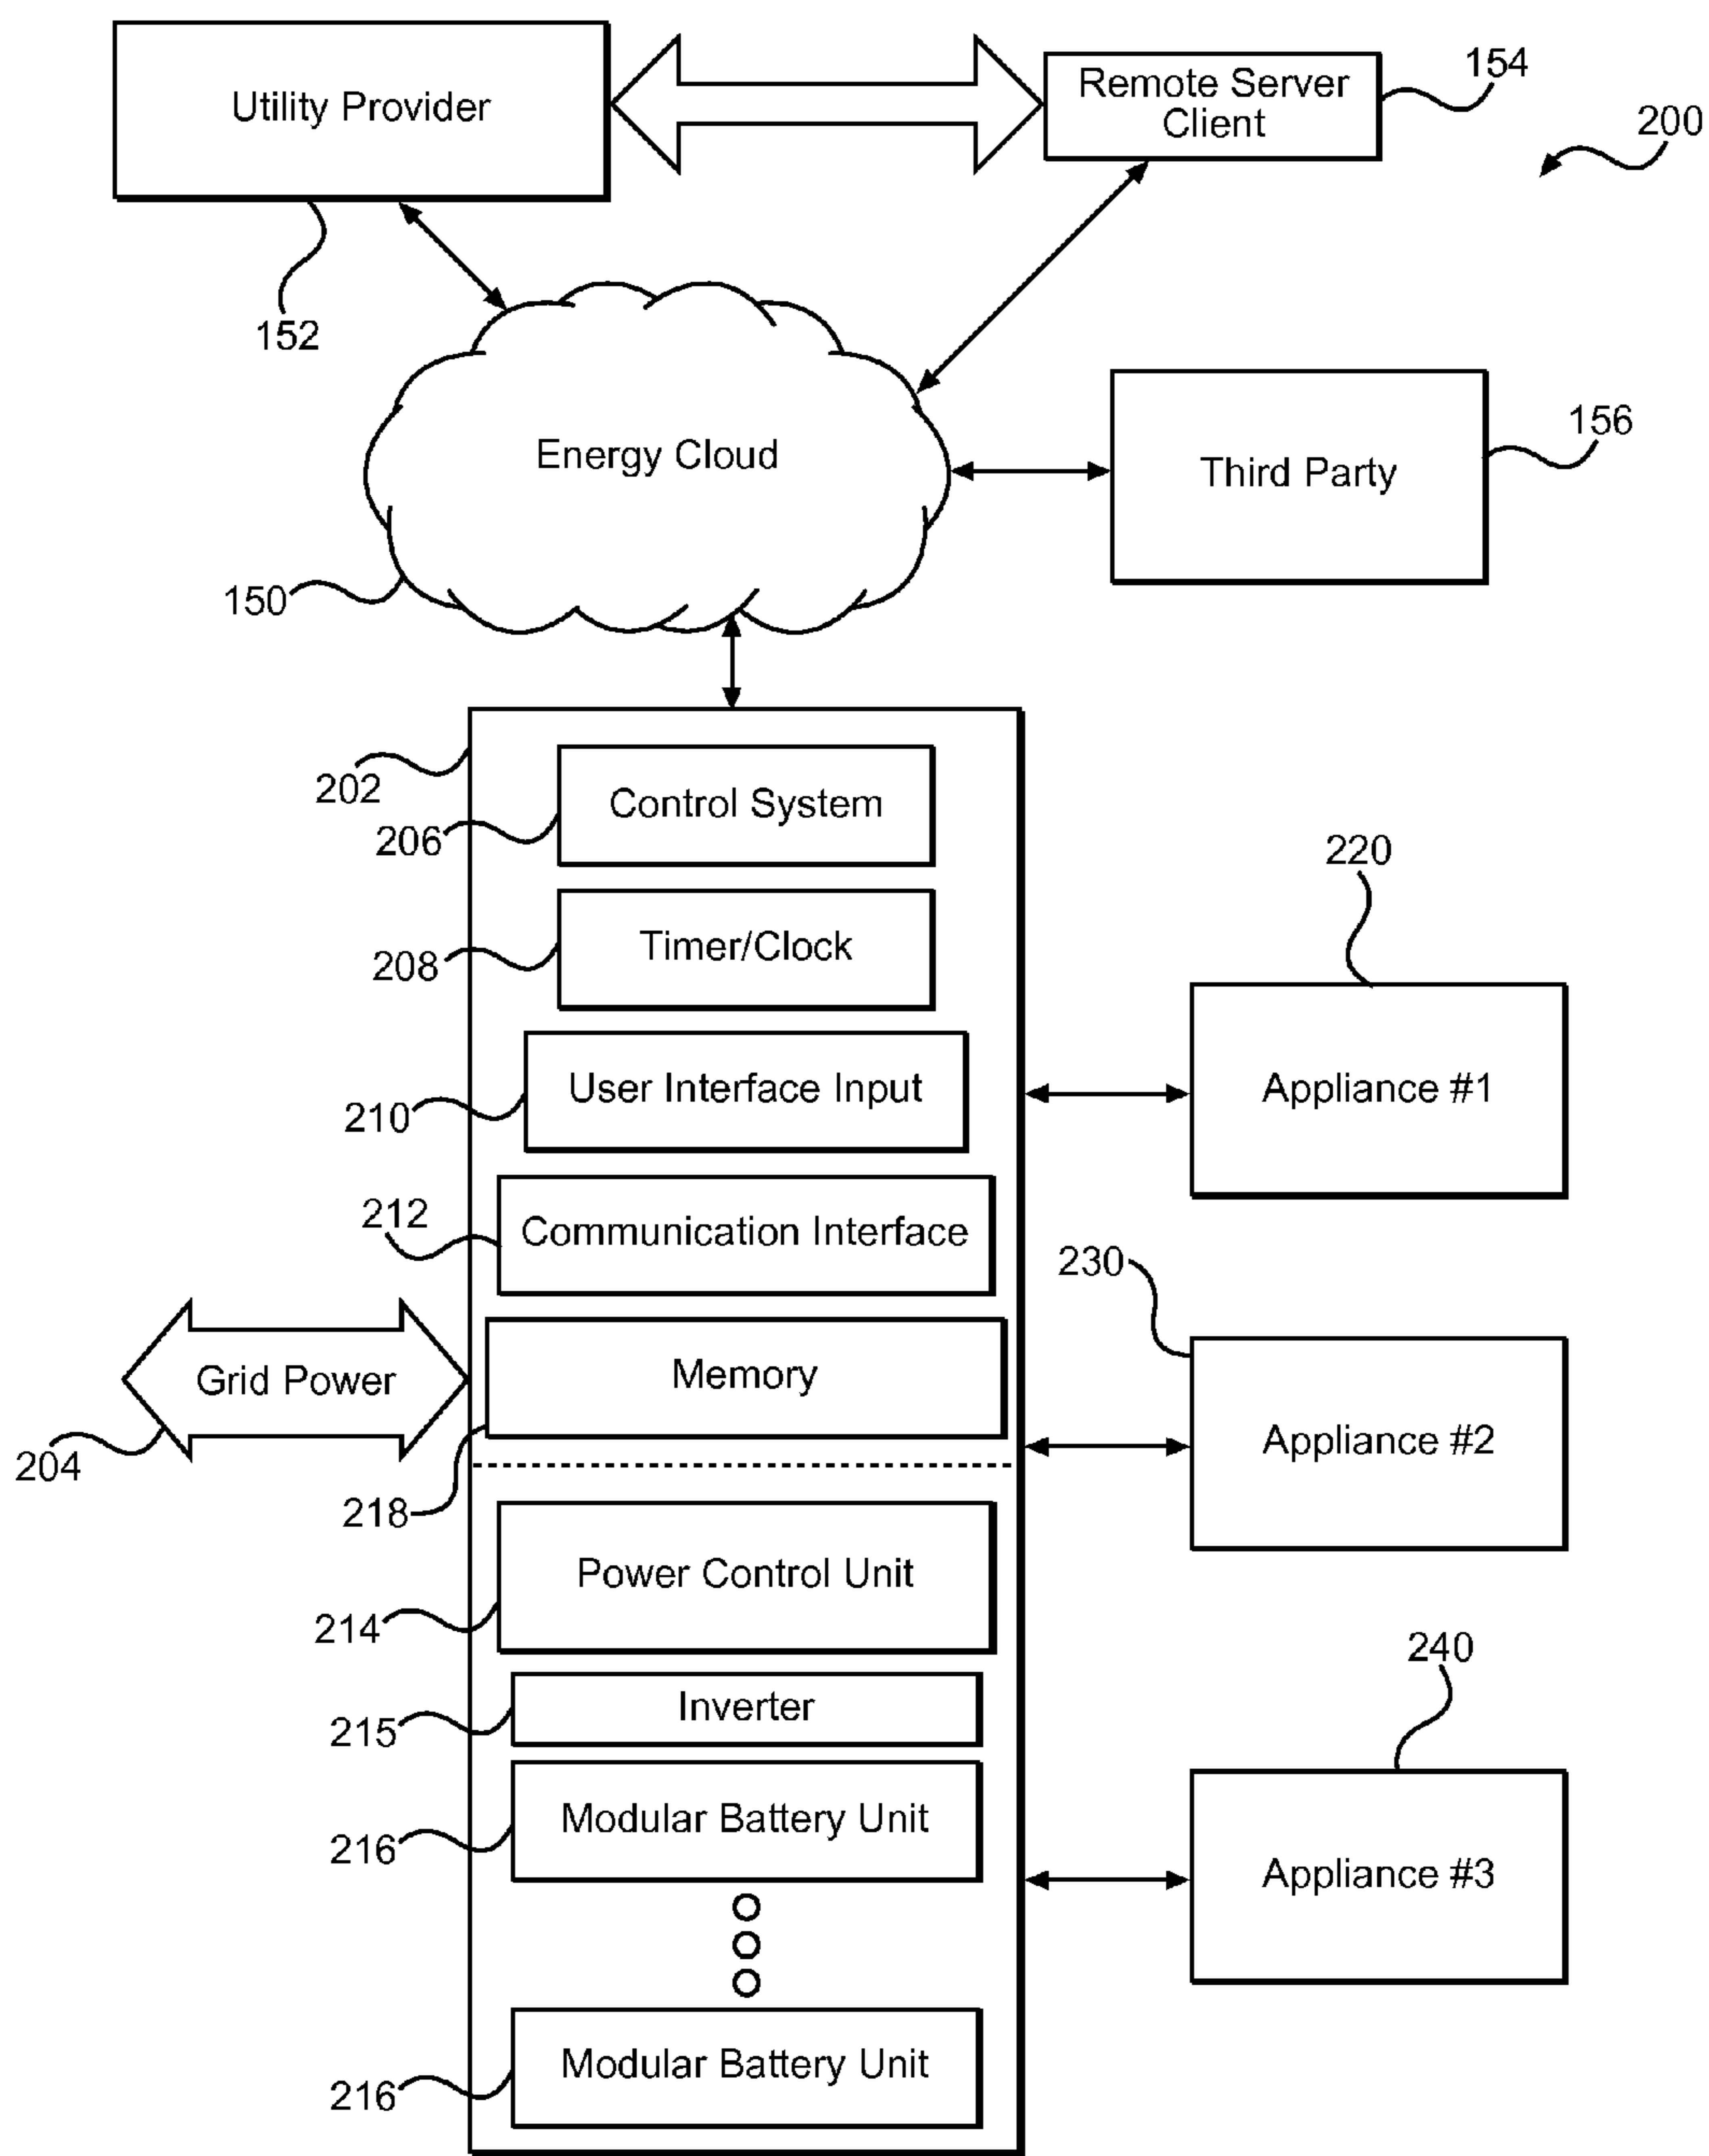 Utility Provider
Remote Server
Client
154
200
152
Energy Cloud
Third Party
156
150
202
Control System
206
220
Timer/Clock
208
User Interface Input
210
Appliance #1
212
Communication Interface
230
Grid Power
Memory
204
218
Appliance #2
Power Control Unit
214
240
Inverter
215
Modular Battery Unit
216
Appliance #3
Modular Battery Unit
216